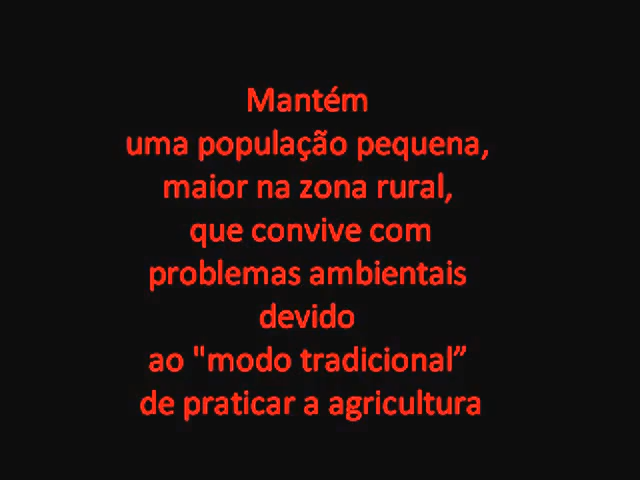 Mantém
uma população pequena,
maior na zona rural,
que convive com
problemas ambientais
devido
ao "modo tradicional”
de praticar a agricultura